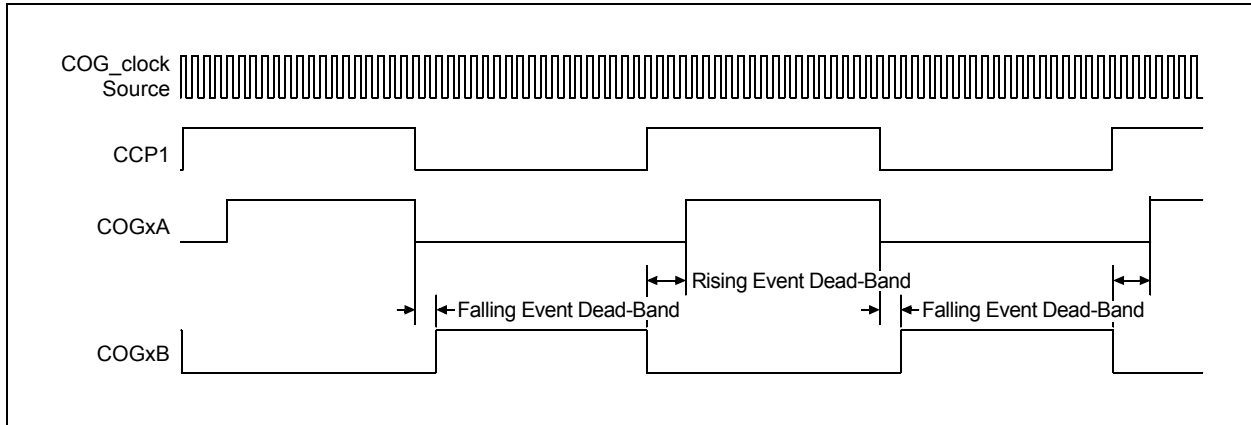 COG_clock
Source
CCP1
COGxA
Rising Event Dead-Band
Falling Event Dead-Band
Falling Event Dead-Band
COGxB